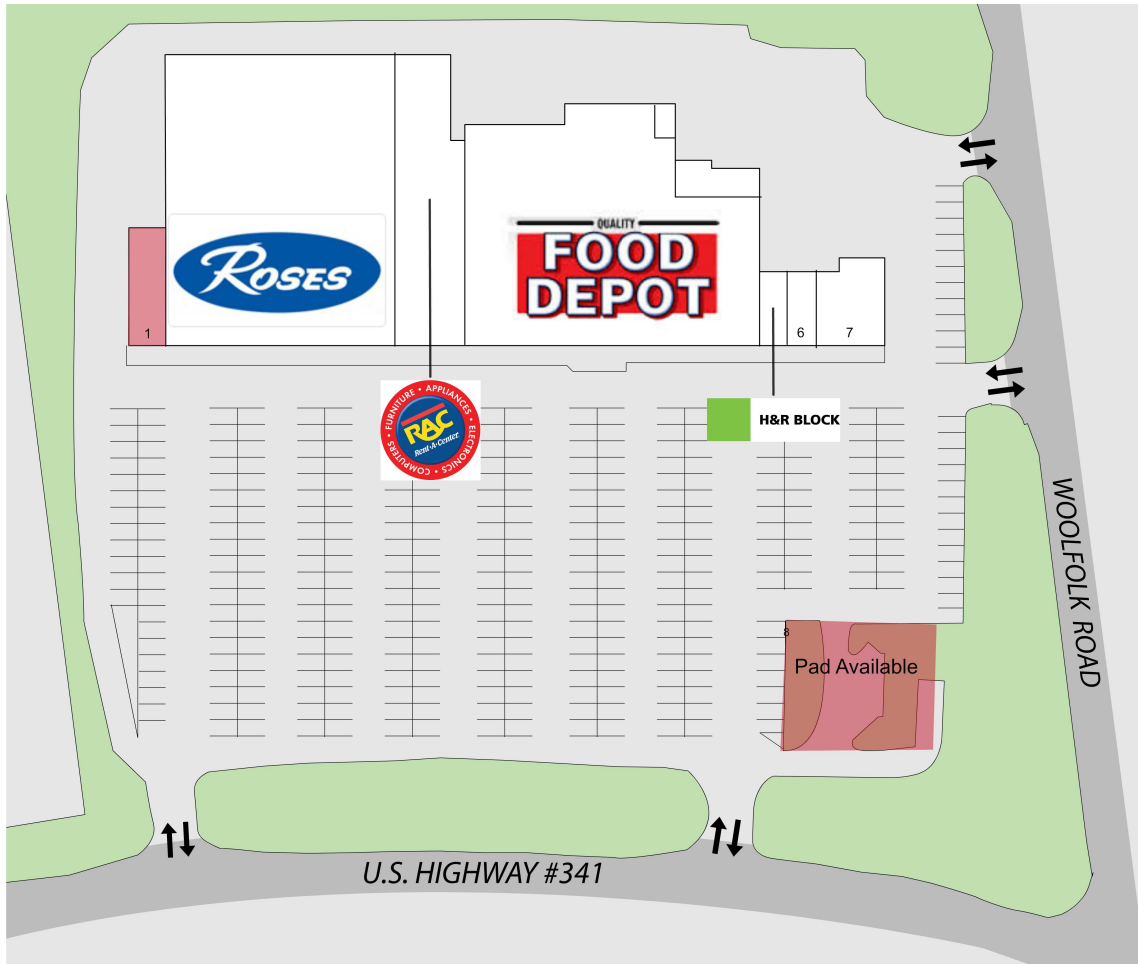 QUALITY
FOOD
DEPOT
ROSES
1
6
7
FURNITURE • APPLIANCES • ELECTRONICS • COMPUTERS •
RAC
Rent-A-Center
H&R BLOCK
WOOLFOLK ROAD
8
Pad Available
U.S. HIGHWAY #341